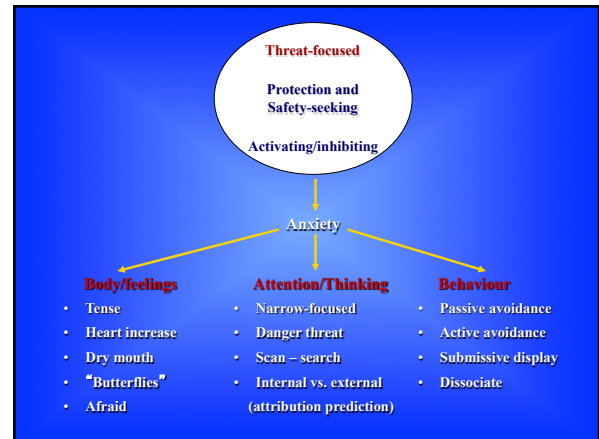 Threat-focused
Protection and
Safety-seeking
Activating/inhibiting
Anxiety
Body/feelings
• Tense
• Heart increase
• Dry mouth
• “Butterflies”
• Afraid
Attention/Thinking
• Narrow-focused
• Danger threat
• Scan – search
• Internal vs. external
(attribution prediction)
Behaviour
• Passive avoidance
• Active avoidance
• Submissive display
• Dissociate